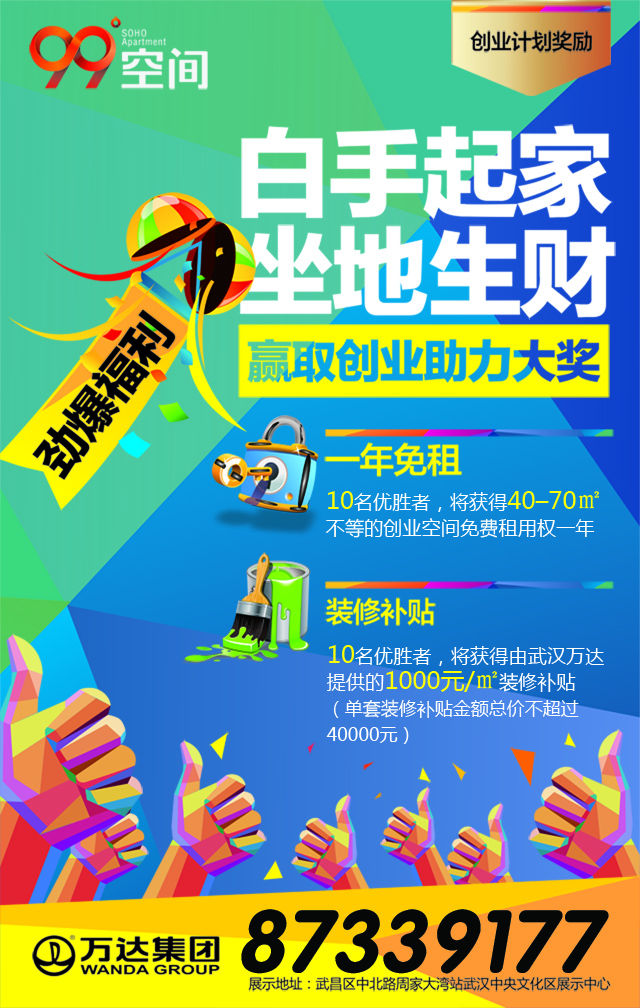 99°
SOHO
Apartment
空间
创业计划奖励
白手起家
坐地生财
赢取创业助力大奖
劲爆福利
一年免租
10名优胜者，将获得40–70㎡
不等的创业空间免费租用权一年
装修补贴
10名优胜者，将获得由武汉万达
提供的1000元/㎡装修补贴
（单套装修补贴金额总价不超过
40000元）
万达集团
WANDA GROUP
87339177
展示地址：武昌区中北路周家大湾站武汉中央文化区展示中心